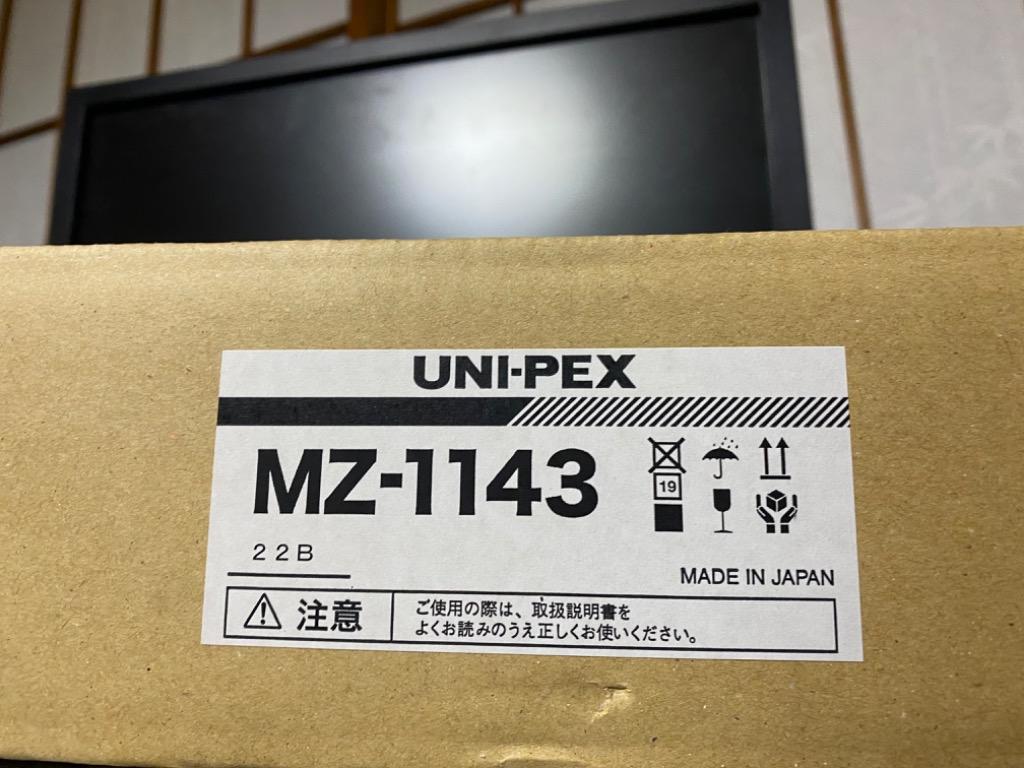 UNI-PEX
MZ-1143
19
22B
MADE IN JAPAN
注意
ご使用の際は、取扱説明書を
よくお読みのうえ正しくお使いください。